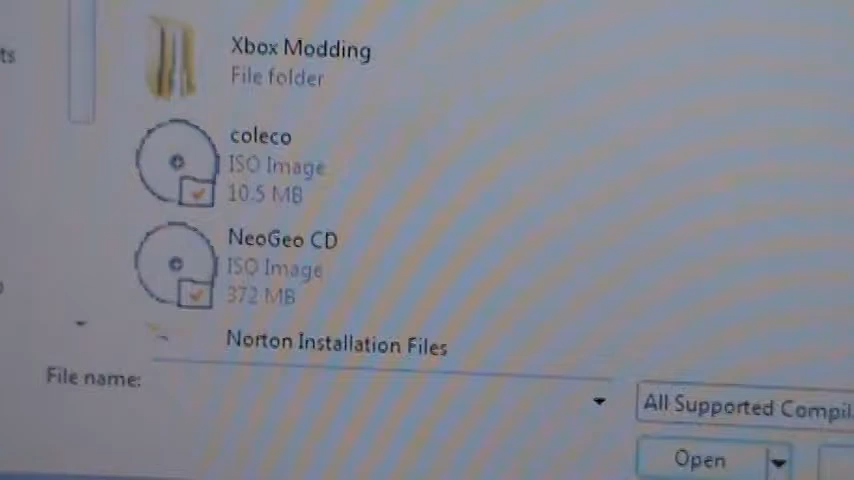 Xbox Modding
File folder
ts
coleco
ISO Image
10.5 MB
NeoGeo CD
ISO Image
372 MB
Norton Installation Files
File name:
All Supported Compil
Open